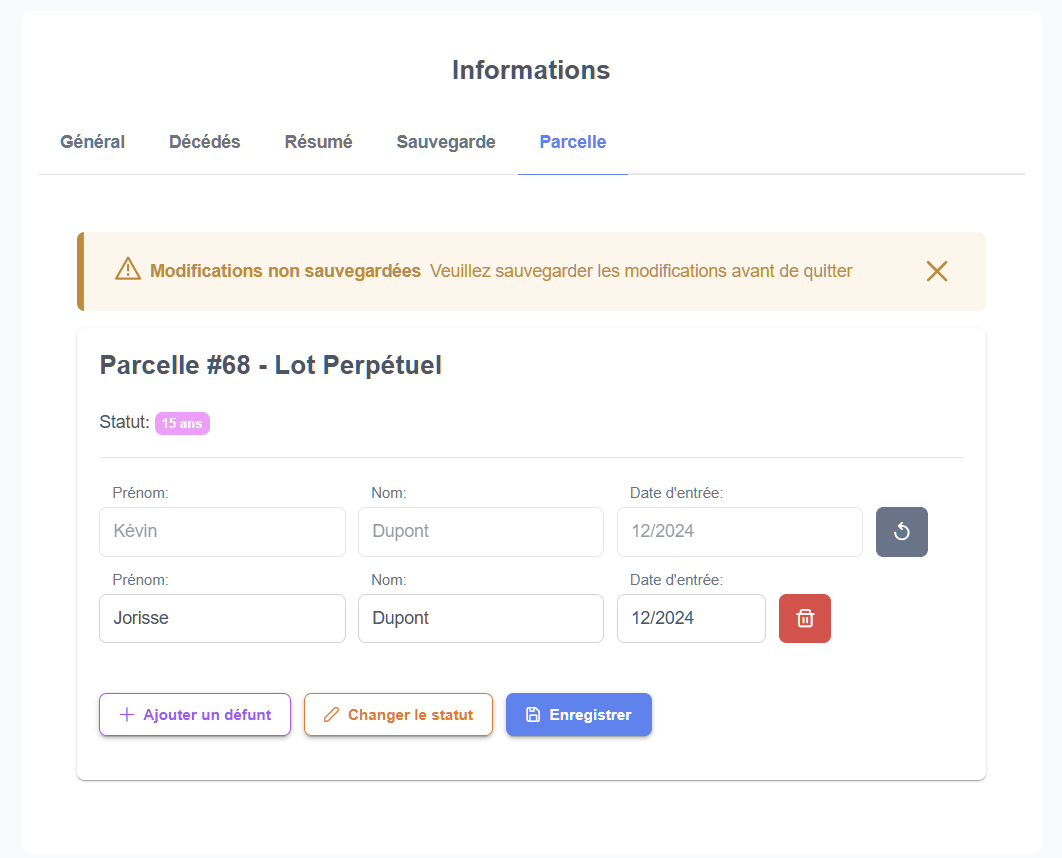 Informations
Général Décédés Résumé Sauvegarde Parcelle
Modifications non sauvegardées Veuillez sauvegarder les modifications avant de quitter
Parcelle #68 - Lot Perpétuel
Statut: 15 ans
Prénom: Nom: Date d'entrée:
Kévin Dupont 12/2024
Prénom: Nom: Date d'entrée:
Jorisse Dupont 12/2024
Ajouter un défunt Changer le statut Enregistrer